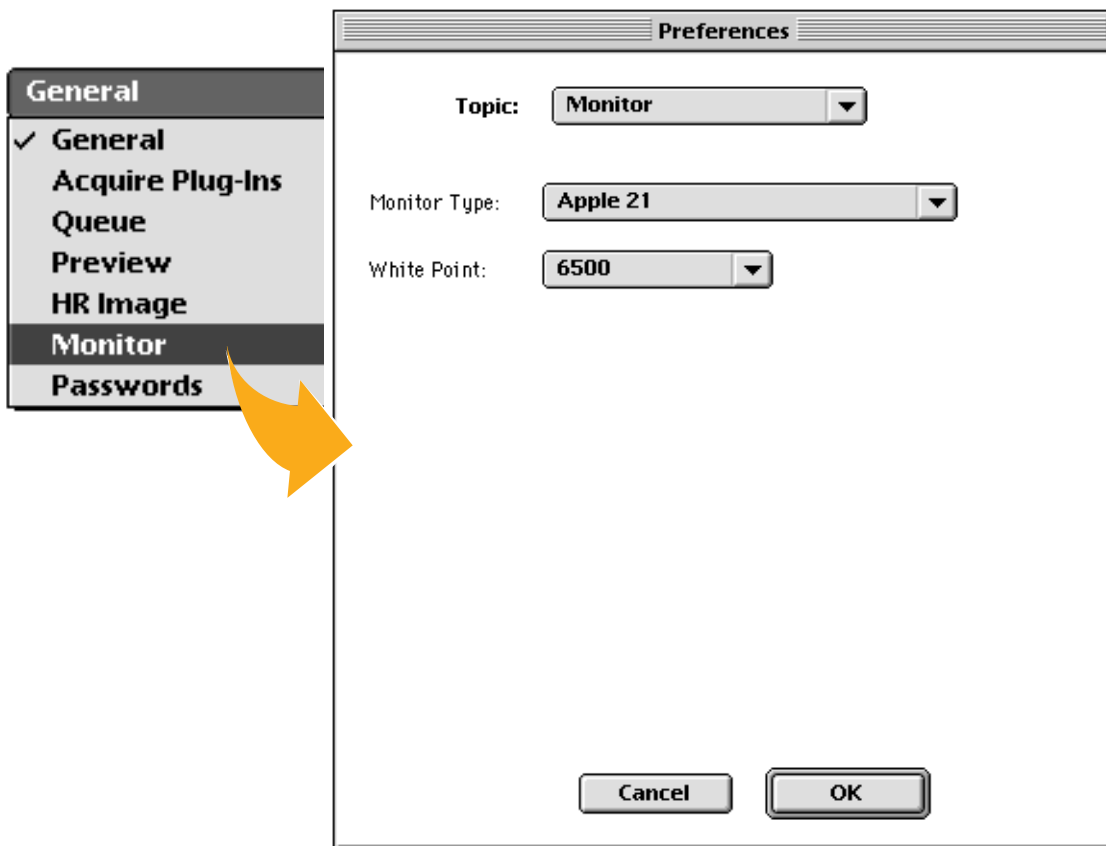 General
✓ General
Acquire Plug-Ins
Queue
Preview
HR Image
Monitor
Passwords
Preferences
Topic: Monitor
Monitor Type: Apple 21
White Point: 6500
Cancel OK